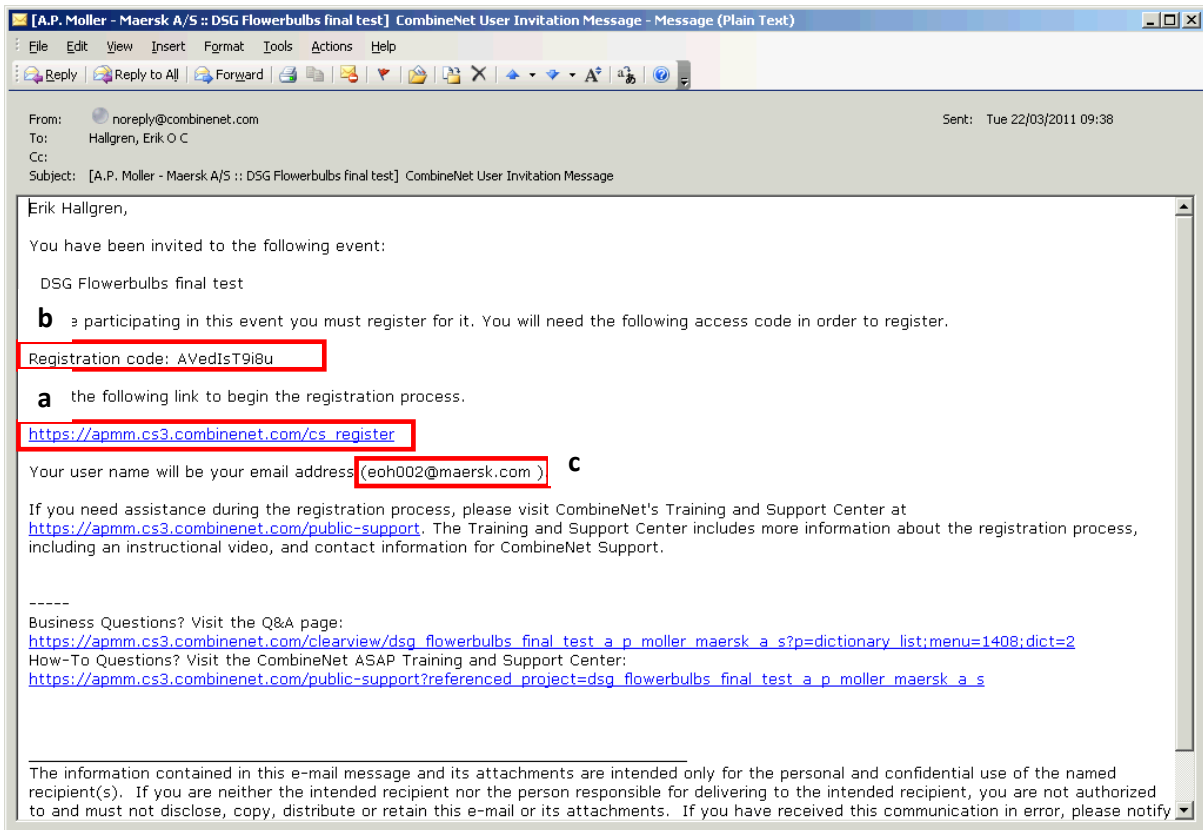 [A.P. Moller - Maersk A/S :: DSG Flowerbulbs final test] CombineNet User Invitation Message - Message (Plain Text)
File Edit View Insert Format Tools Actions Help
Reply Reply to All Forward
From: noreply@combinenet.com Sent: Tue 22/03/2011 09:38
To: Hallgren, Erik O C
Cc:
Subject: [A.P. Moller - Maersk A/S :: DSG Flowerbulbs final test] CombineNet User Invitation Message
Erik Hallgren,
You have been invited to the following event:
DSG Flowerbulbs final test
b e participating in this event you must register for it. You will need the following access code in order to register.
Registration code: AVedIsT9i8u
a the following link to begin the registration process.
https://apmm.cs3.combinenet.com/cs_register
Your user name will be your email address (eoh002@maersk.com ) c
If you need assistance during the registration process, please visit CombineNet's Training and Support Center at
https://apmm.cs3.combinenet.com/public-support. The Training and Support Center includes more information about the registration process,
including an instructional video, and contact information for CombineNet Support.
-----
Business Questions? Visit the Q&A page:
https://apmm.cs3.combinenet.com/clearview/dsg_flowerbulbs_final_test_a_p_moller_maersk_a_s?p=dictionary_list;menu=1408;dict=2
How-To Questions? Visit the CombineNet ASAP Training and Support Center:
https://apmm.cs3.combinenet.com/public-support?referenced_project=dsg_flowerbulbs_final_test_a_p_moller_maersk_a_s
The information contained in this e-mail message and its attachments are intended only for the personal and confidential use of the named
recipient(s). If you are neither the intended recipient nor the person responsible for delivering to the intended recipient, you are not authorized
to and must not disclose, copy, distribute or retain this e-mail or its attachments. If you have received this communication in error, please notify